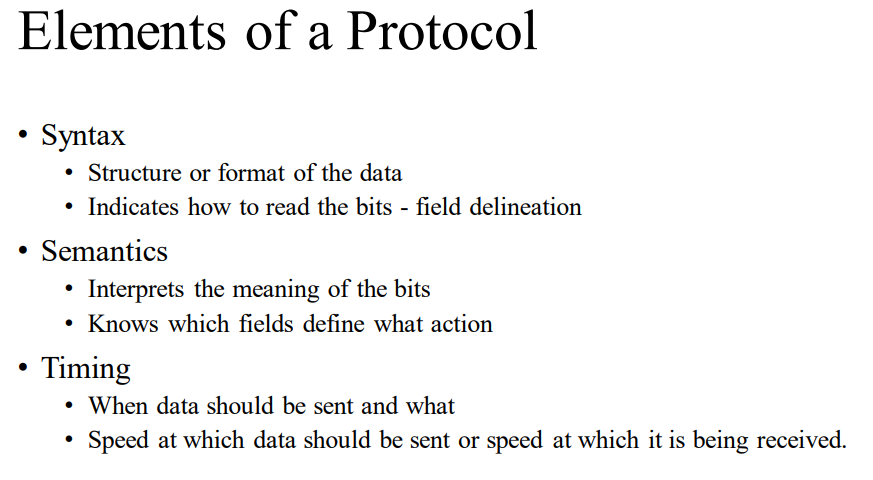 Elements of a Protocol
• Syntax
• Structure or format of the data
• Indicates how to read the bits - field delineation
• Semantics
• Interprets the meaning of the bits
• Knows which fields define what action
• Timing
• When data should be sent and what
• Speed at which data should be sent or speed at which it is being received.